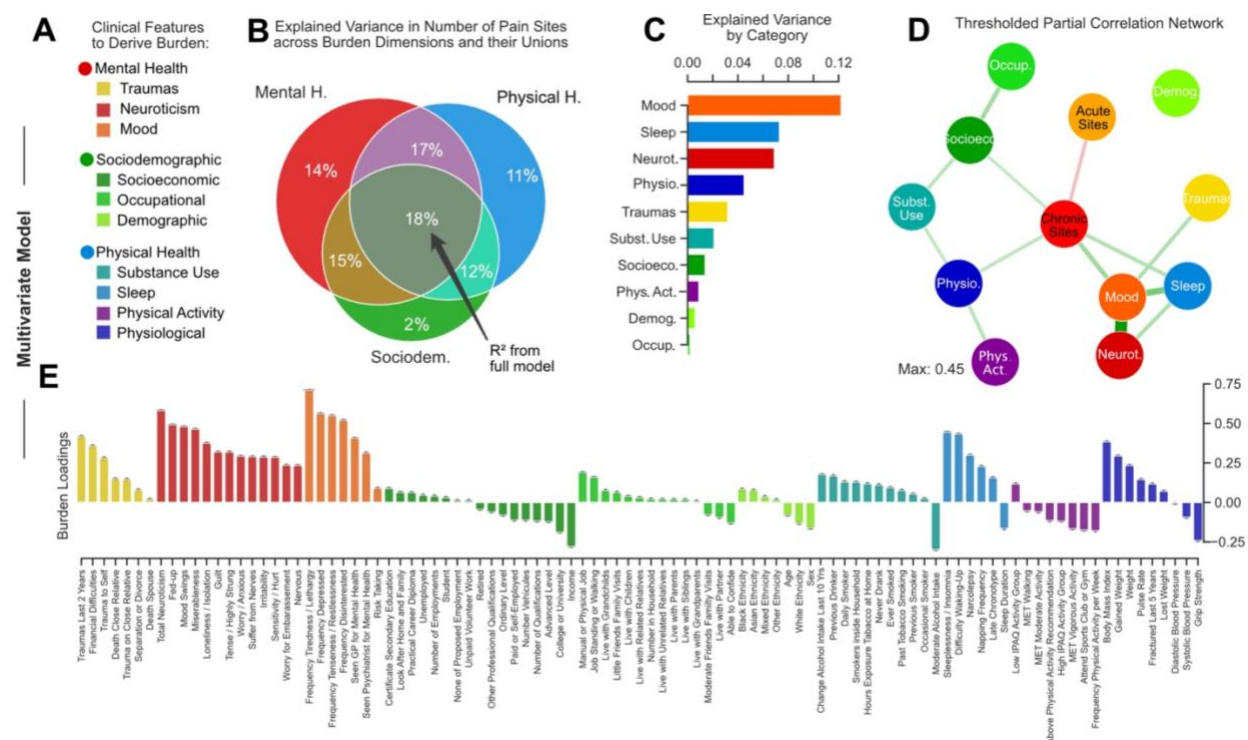 A
Clinical Features
to Derive Burden:
Mental Health
Traumas
Neuroticism
Mood
Sociodemographic
Socioeconomic
Occupational
Demographic
Physical Health
Substance Use
Sleep
Physical Activity
Physiological
Multivariate Model
B
Explained Variance in Number of Pain Sites
across Burden Dimensions and their Unions
Mental H.
Physical H.
14%
17%
11%
18%
15%
12%
2%
Sociodem.
R² from
full model
C
Explained Variance
by Category
0.00 0.04 0.08 0.12
Mood
Sleep
Neurot.
Physio.
Traumas
Subst. Use
Socioeco.
Phys. Act.
Demog.
Occup.
D
Thresholded Partial Correlation Network
Occup.
Demog.
Acute
Sites
Socioeco
Traumas
Subst.
Use
Chronic
Sites
Physio.
Mood
Sleep
Neurot.
Phys.
Act.
Max: 0.45
E
Burden Loadings
0.75
0.50
0.25
0.00
-0.25
Traumas Last 2 Years
Financial Difficulties
Trauma to Self
Death Close Relative
Trauma on Close Relative
Separation or Divorce
Death Spouse
Total Neuroticism
Fed-up
Mood Swings
Miserableness
Loneliness / Isolation
Guilt
Tense / Highly Strung
Worry / Anxious
Suffer from Nerves
Irritability
Sensitivity / Hurt
Worry for Embarrassement
Nervous
Frequency Tiredness / Lethargy
Frequency Depressed
Frequency Tenseness / Restlessness
Frequency Disinterested
Seen GP for Mental Health
Seen Psychiatrist for Mental Health
Risk Taking
Certificate Secondary Education
Look After Home and Family
Practical Career Diploma
Unemployed
Number of Employments
Student
None of Proposed Employment
Unpaid Volunteer Work
Retired
Other Professional Qualifications
Ordinary Level
Paid or Self-Employed
Number Vehicules
Number of Qualifications
Advanced Level
College or University
Income
Manual or Physical Job
Job Standing or Walking
Live with Grandchilds
Little Friends Family Visits
Live with Children
Live with Related Relatives
Number in Household
Live with Unrelated Relatives
Live with Parents
Live with Sibings
Live with Grandparents
Moderate Friends Family Visits
Live with Partner
Able to Confide
Black Ethnicity
Asian Ethnicity
Mixed Ethnicity
Other Ethnicity
Age
White Ethnicity
Sex
Change Alcohol Intake Last 10 Yrs
Previous Drinker
Daily Smoker
Smokers inside Household
Hours Exposure Tabaco at Home
Never Drank
Ever Smoked
Past Tobacco Smoking
Previous Smoker
Occasional Smoker
Moderate Alcohol Intake
Sleeplessness / Insomnia
Difficulty Waking-Up
Narcolepsy
Napping Frequency
Late Chronotype
Sleep Duration
Low IPAQ Activity Group
MET Walking
MET Moderate Activity
Above Physical Activity Recommendation
High IPAQ Activity Group
MET Vigorous Activity
Attend Sports Club or Gym
Frequency Physical Activity per Week
Body Mass Index
Gained Weight
Weight
Pulse Rate
Fractured Last 5 Years
Lost Weight
Diastolic Blood Pressure
Systolic Blood Pressure
Grip Strength